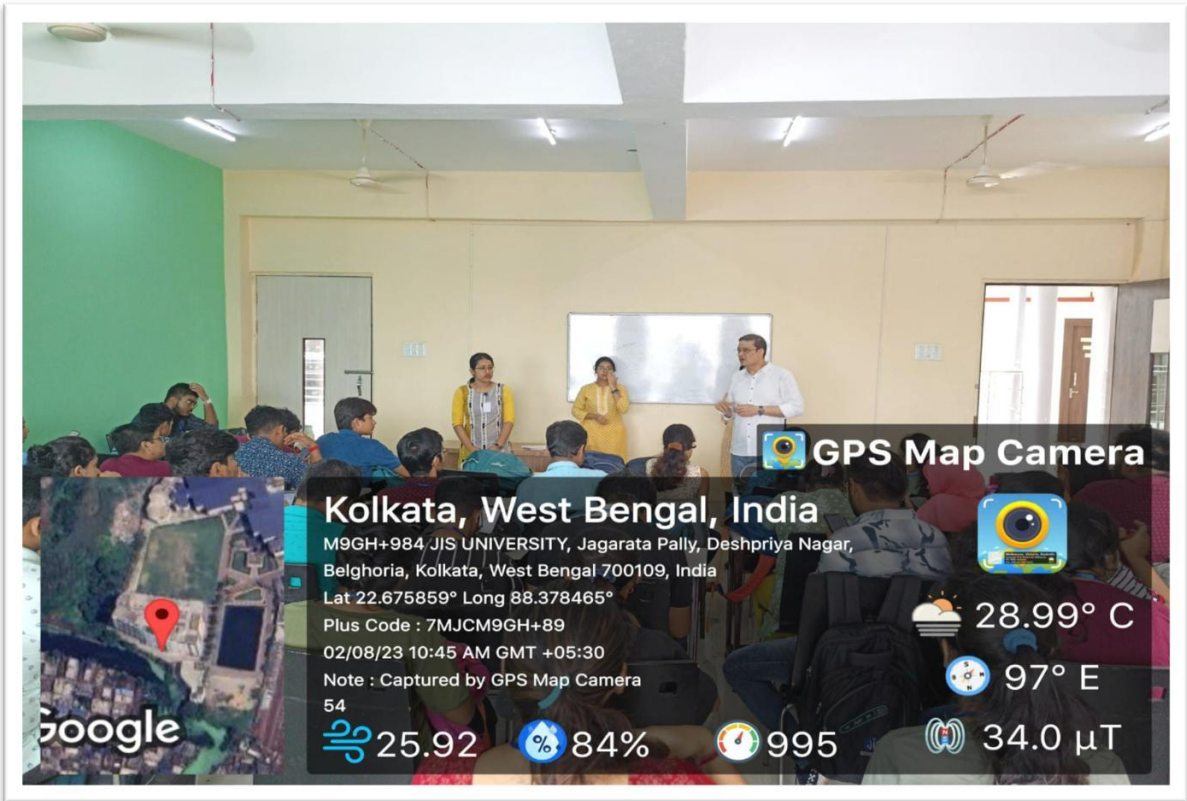 GPS Map Camera
Kolkata, West Bengal, India
M9GH+984 JIS UNIVERSITY, Jagarata Pally, Deshpriya Nagar,
Belghoria, Kolkata, West Bengal 700109, India
Lat 22.675859° Long 88.378465°
Plus Code : 7MJCM9GH+89
02/08/23 10:45 AM GMT +05:30
Note : Captured by GPS Map Camera
54
28.99° C
97° E
25.92
84%
995
34.0 µT
Google